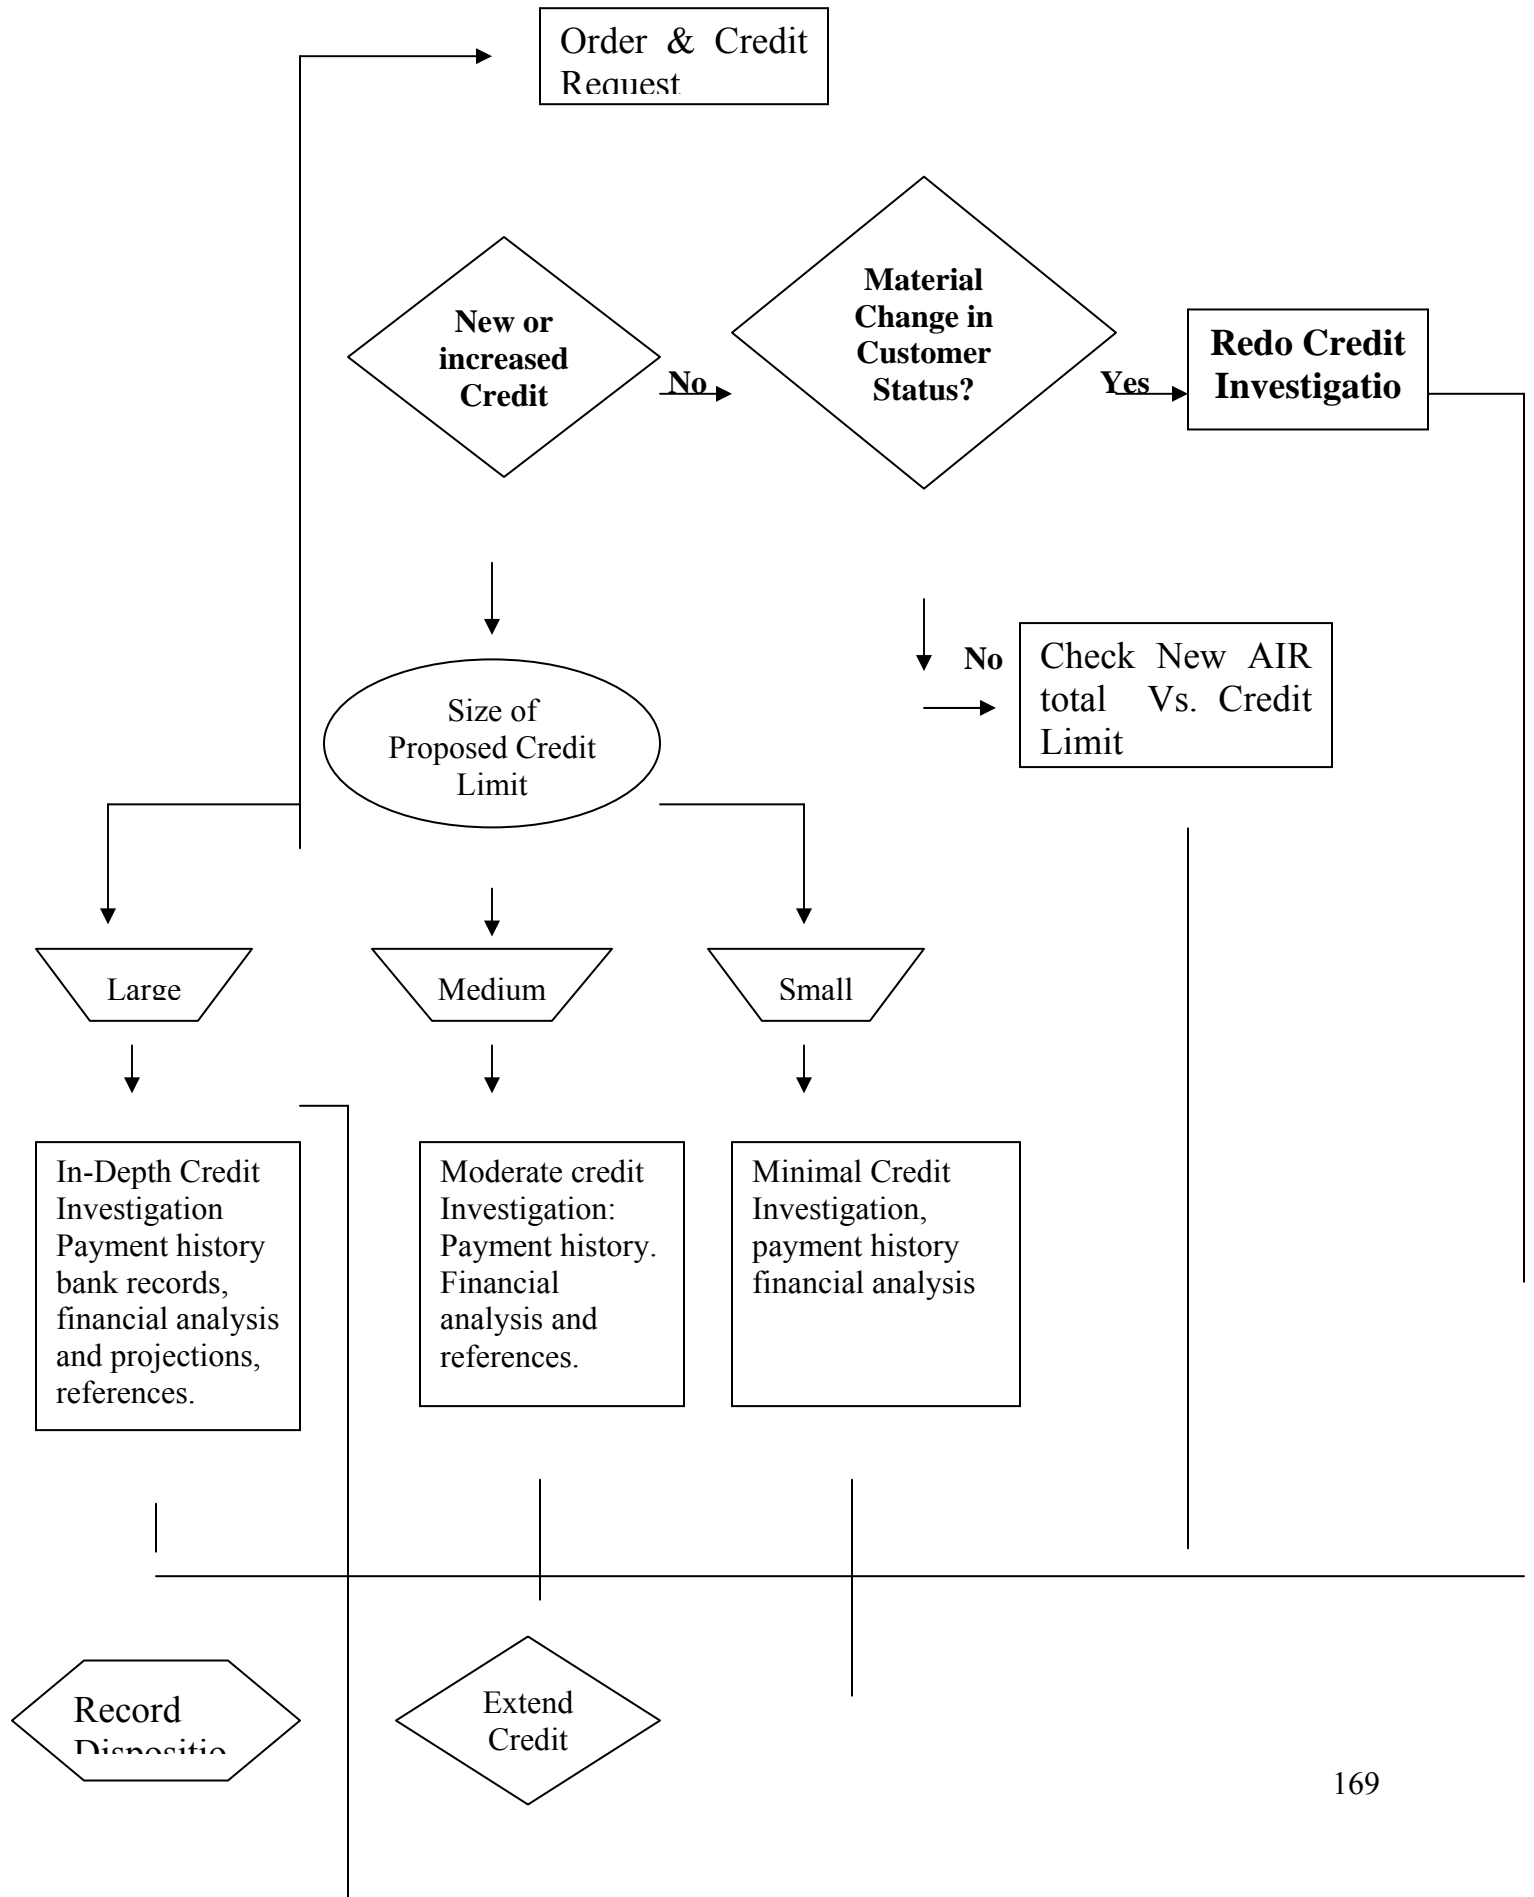 Order & Credit
Request
New or
increased
Credit
No
Material
Change in
Customer
Status?
Yes
Redo Credit
Investigatio
Size of
Proposed Credit
Limit
No
Check New AIR
total Vs. Credit
Limit
Large
Medium
Small
In-Depth Credit
Investigation
Payment history
bank records,
financial analysis
and projections,
references.
Moderate credit
Investigation:
Payment history.
Financial
analysis and
references.
Minimal Credit
Investigation,
payment history
financial analysis
Record
Dispositio
Extend
Credit
169